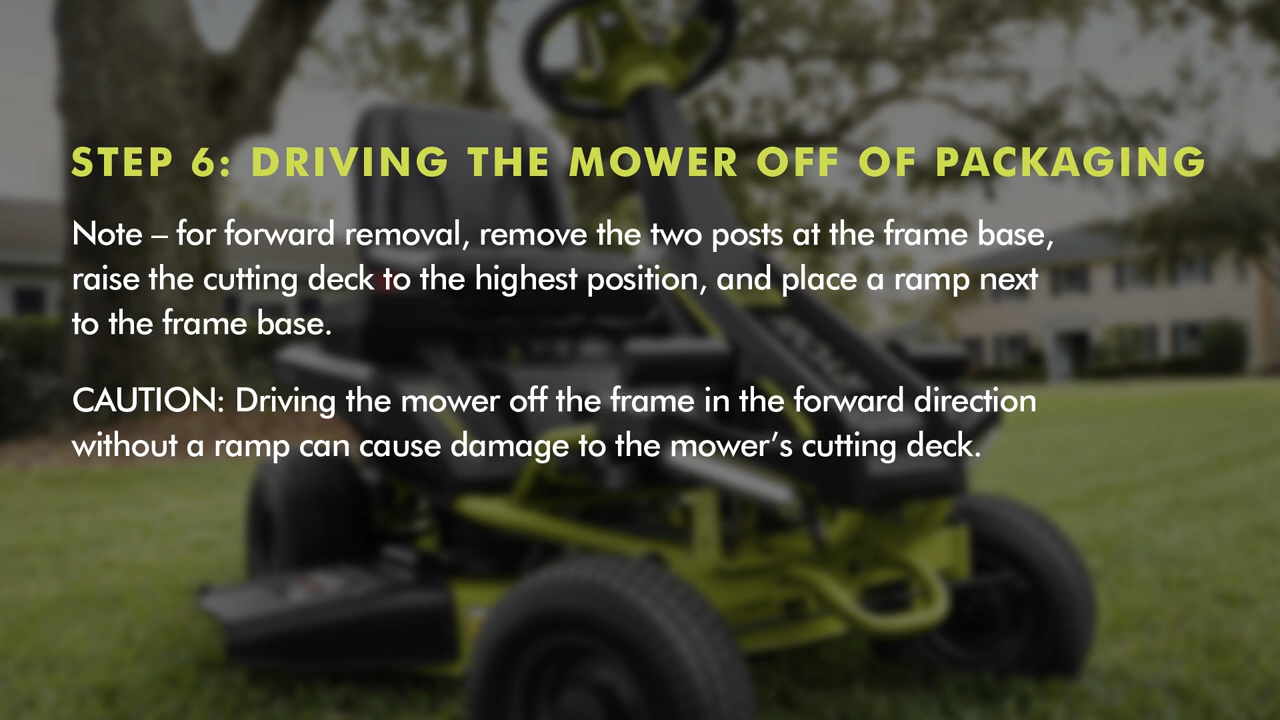 STEP 6: DRIVING THE MOWER OFF OF PACKAGING
Note – for forward removal, remove the two posts at the frame base,
raise the cutting deck to the highest position, and place a ramp next
to the frame base.
CAUTION: Driving the mower off the frame in the forward direction
without a ramp can cause damage to the mower’s cutting deck.